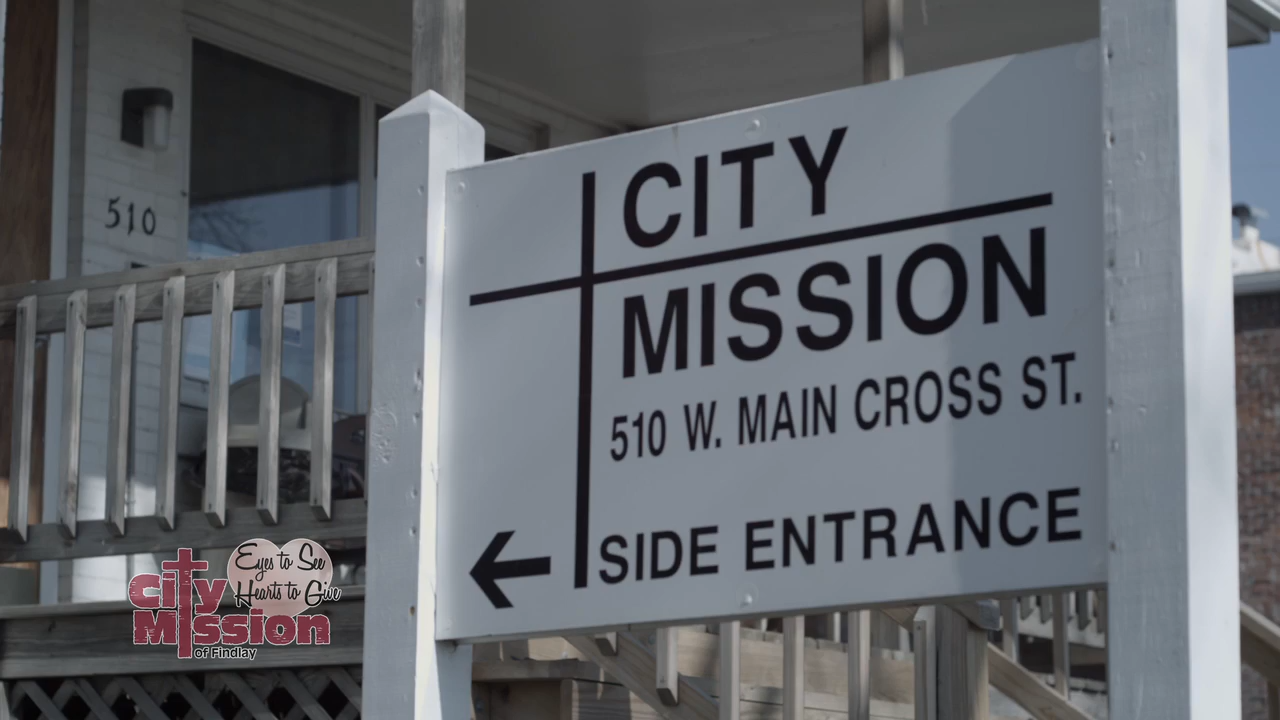 510
CITY
MISSION
510 W. MAIN CROSS ST.
SIDE ENTRANCE
Eyes to See
Hearts to Give
City
Mission
of Findlay